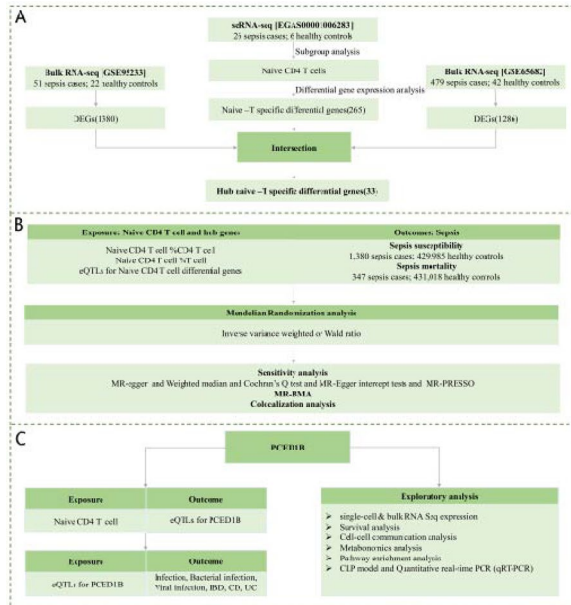 A
scRNA-seq [EGAS00001006283]
26 sepsis cases; 6 healthy controls
Subgroup analysis
Bulk RNA-seq [GSE95233]
51 sepsis cases; 22 healthy controls
Naive CD4 T cells
Bulk RNA-seq [GSE65682]
479 sepsis cases; 42 healthy controls
Differential gene expression analysis
DEGs(1380)
Naive –T specific differential genes(265)
DEGs(1286)
Intersection
Hub naive –T specific differential genes(33)
B
Exposure: Naive CD4 T cell and hub genes
Outcomes: Sepsis
Naive CD4 T cell %CD4 T cell
Naive CD4 T cell %T cell
eQTLs for Naive CD4 T cell differential genes
Sepsis susceptibility
1,380 sepsis cases; 429,985 healthy controls
Sepsis mortality
347 sepsis cases; 431,018 healthy controls
Mendelian Randomization analysis
Inverse variance weighted or Wald ratio
Sensitivity analysis
MR-egger and Weighted madian and Cochran's Q test and MR-Egger intercept tests and MR-PRESSO
MR-BMA
Colocalization analysis
C
PCED1B
Exposure
Outcome
Naive CD4 T cell
eQTLs for PCED1B
Exposure
Outcome
eQTLs for PCED1B
Infection, Bacterial infection,
Viral infection, IBD, CD, UC
Exploratory analysis
➢ single-cell & bulk RNA Seq expression
➢ Survival analysis
➢ Cell-cell communication analysis
➢ Metabonomics analysis
➢ Pathway enrichment analysis
➢ CLP model and Quantitative real-time PCR (qRT-PCR)